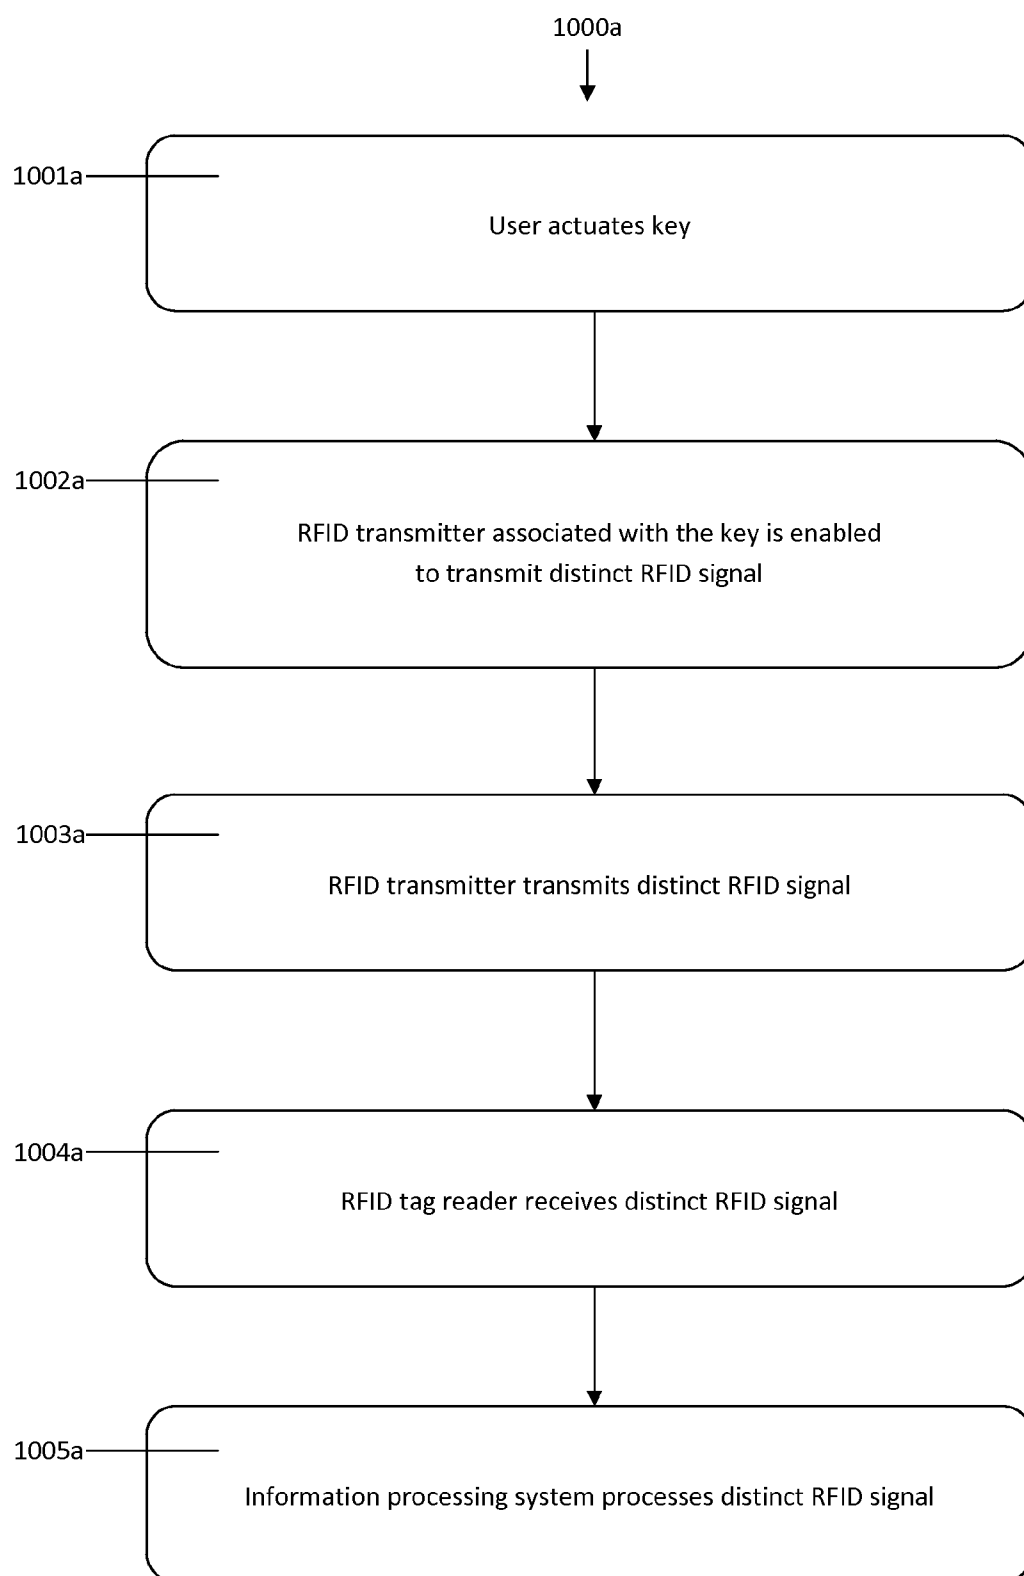 1000a
1001a
User actuates key
1002a
RFID transmitter associated with the key is enabled
to transmit distinct RFID signal
1003a
RFID transmitter transmits distinct RFID signal
1004a
RFID tag reader receives distinct RFID signal
1005a
Information processing system processes distinct RFID signal